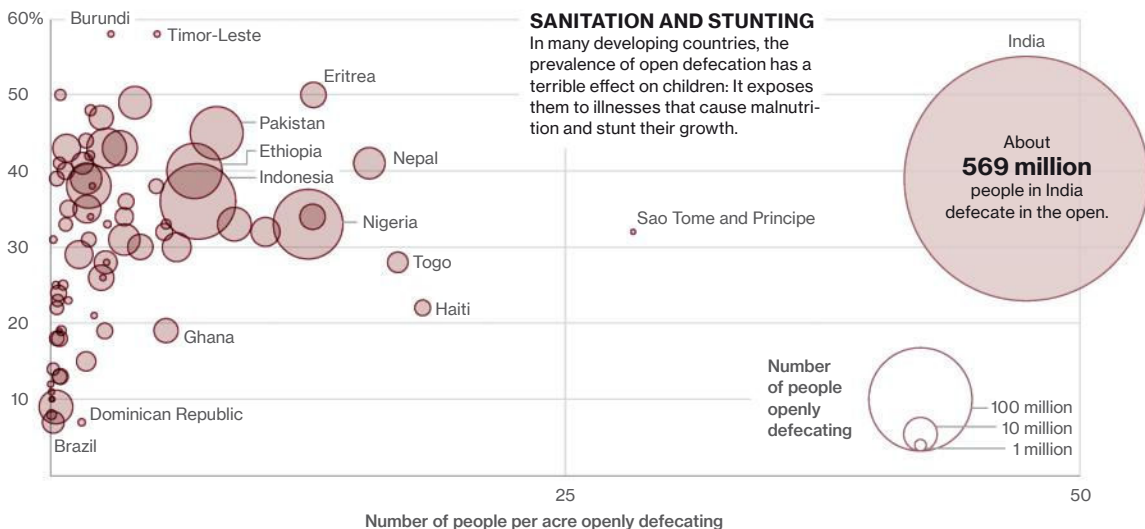 60%
50
40
30
20
10
Burundi
Timor-Leste
Eritrea
Pakistan
Ethiopia
Indonesia
Nepal
Nigeria
Togo
Haiti
Ghana
Dominican Republic
Brazil
Sao Tome and Principe
SANITATION AND STUNTING
In many developing countries, the
prevalence of open defecation has a
terrible effect on children: It exposes
them to illnesses that cause malnutri-
tion and stunt their growth.
India
About
569 million
people in India
defecate in the open.
Number
of people
openly
defecating
100 million
10 million
1 million
25
50
Number of people per acre openly defecating